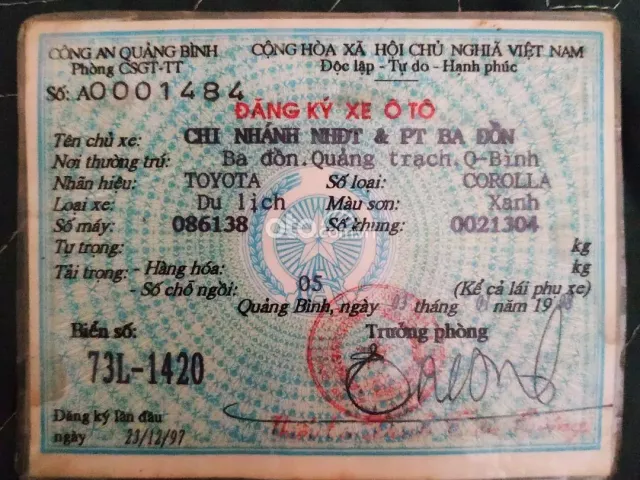 CÔNG AN QUẢNG BÌNH
Phòng CSGT-TT
CỘNG HÒA XÃ HỘI CHỦ NGHĨA VIỆT NAM
Độc lập - Tự do - Hạnh phúc
Số: A0001484
ĐĂNG KÝ XE Ô TÔ
Tên chủ xe: CHI NHÁNH NHĐT & PT BA ĐỒN
Nơi thường trú: Ba đồn.Quảng trạch.Q-Bình
Nhãn hiệu: TOYOTA Số loại: COROLLA
Loại xe: Du lịch Màu sơn: Xanh
Số máy: 086138 Số khung: 0021304
Tự trọng: kg
Tải trọng: - Hàng hóa: kg
- Số chỗ ngồi: 05 (Kể cả lái phụ xe)
Quảng Bình, ngày 03 tháng 01 năm 19
Biển số: Trưởng phòng
73L-1420
Đăng ký lần đầu
ngày 23/12/97